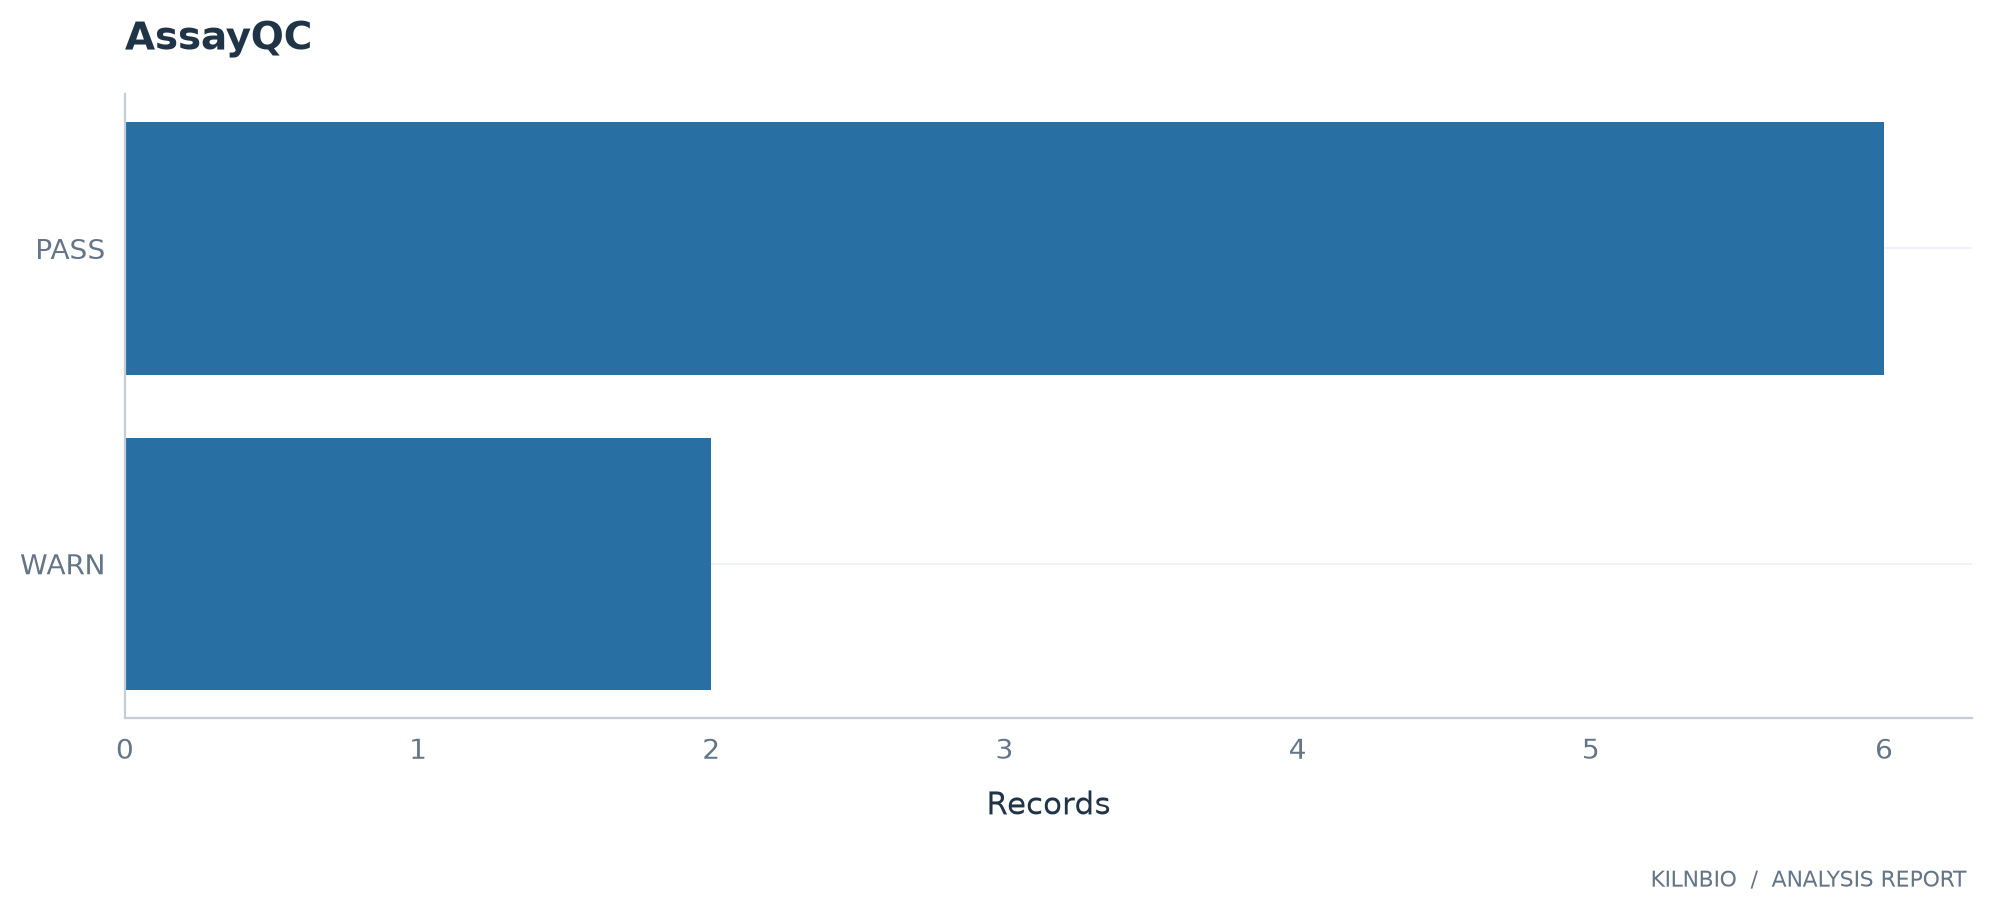 AssayQC
PASS
WARN
0 1 2 3 4 5 6
Records
KILNBIO / ANALYSIS REPORT